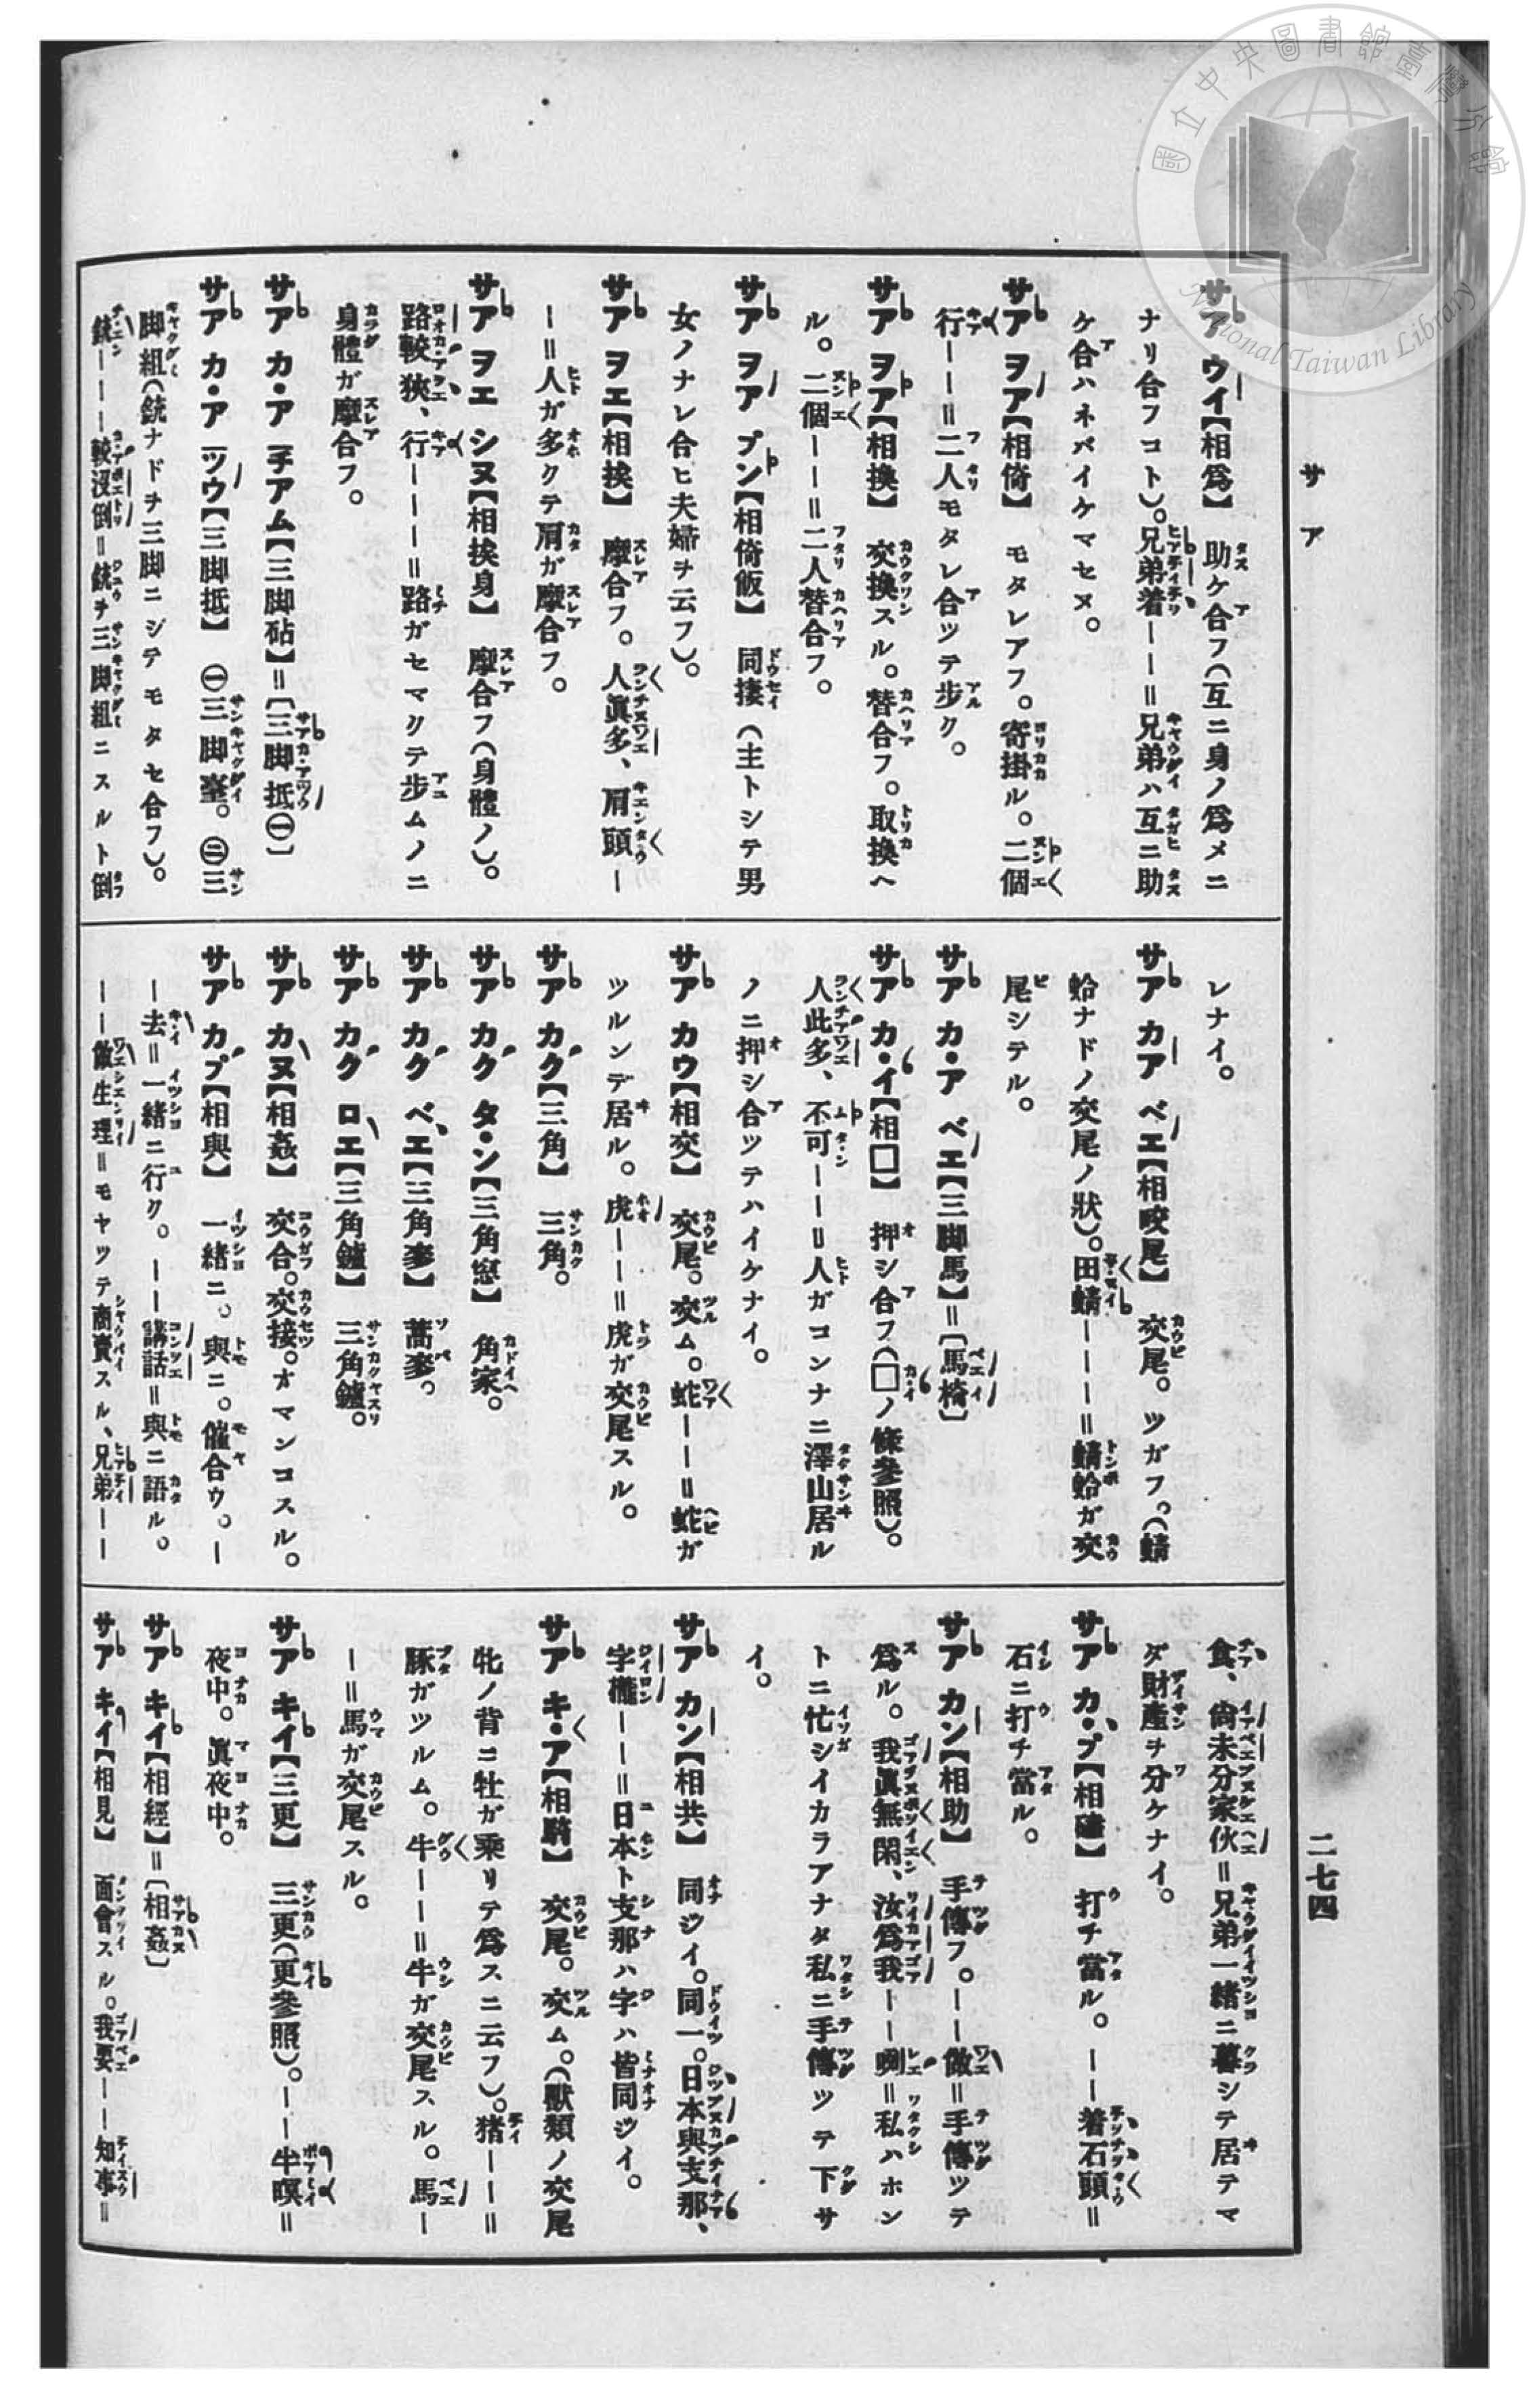 サア
二七四
サア ウイ【相爲】 助ケ合フ（互ニ身ノ爲メニ
ナリ合フコト）。兄弟着――＝兄弟ハ互ニ助
ケ合ハネバイケマセヌ。
サア ヲア【相倚】 モタレアフ。寄掛ル。二個
行――＝二人モタレ合ツテ步ク。
サア ヲア【相換】 交換スル。替合フ。取換ヘ
ル。二個――＝二人替合フ。
サア ヲア プン【相倚飯】 同棲（主トシテ男
女ノナレ合ヒ夫婦ヲ云フ）。
サア ヲエ【相挨】 摩合フ。人眞多、肩頭―
―＝人ガ多クテ肩ガ摩合フ。
サア ヲエ シヌ【相挨身】 摩合フ（身體ノ）。
路較狹、行――――＝路ガセマクテ步ムノニ
身體ガ摩合フ。
サア カ・ア チアム【三脚砧】＝〔三脚抵㊀〕
サア カ・ア ツウ【三脚抵】 ㊀三脚臺。㊁三
脚組（銃ナドヲ三脚ニシテモタセ合フ）。
銃―――較沒倒＝銃ヲ三脚組ニスルト倒
レナイ。
サア カア ベエ【相咬尾】 交尾。ツガフ。（蜻
蛤ナドノ交尾ノ狀）。田蜻―――＝蜻蛤ガ交
尾シテル。
サア カ・ア ベエ【三脚馬】＝〔馬椅〕
サア カ・イ【相□】 押シ合フ（□ノ條參照）。
人此多、不可――＝人ガコンナニ澤山居ル
ノニ押シ合ツテハイケナイ。
サア カウ【相交】 交尾。交ム。蛇――＝蛇ガ
ツルンデ居ル。虎――＝虎ガ交尾スル。
サア カク【三角】 三角。
サア カク タ・ン【三角窓】 角家。
サア カク ベエ【三角麥】 蕎麥。
サア カク ロエ【三角鑢】 三角鑢。
サア カヌ【相姦】 交合。交接。オマンコスル。
サア カプ【相與】 一緒ニ。與ニ。催合ウ。―
―去＝一緒ニ行ク。――講話＝與ニ語ル。
――做生理＝モヤツテ商賣スル、兄弟――
食、尙未分家伙＝兄弟一緒ニ暮シテ居テマ
ダ財產ヲ分ケナイ。
サア カ・プ【相磕】 打チ當ル。――着石頭＝
石ニ打チ當ル。
サア カン【相助】 手傳フ。――做＝手傳ツテ
爲ル。我眞無閑、汝爲我――咧＝私ハホン
トニ忙シイカラアナタ私ニ手傳ツテ下サ
イ。
サア カン【相共】 同ジイ。同一。日本與支那、
字攏――＝日本ト支那ハ字ハ皆同ジイ。
サア キ・ア【相騎】 交尾。交ム。（獸類ノ交尾
牝ノ背ニ牡ガ乘リテ爲スニ云フ）。猪――＝
豚ガツルム。牛――＝牛ガ交尾スル。馬―
―＝馬ガ交尾スル。
サア キイ【三更】 三更（更參照）。――半暝＝
夜中。眞夜中。
サア キイ【相經】＝〔相姦〕
サア キイ【相見】 面會スル。我要――知事＝
國立中央圖書館臺灣分館
National Taiwan Library